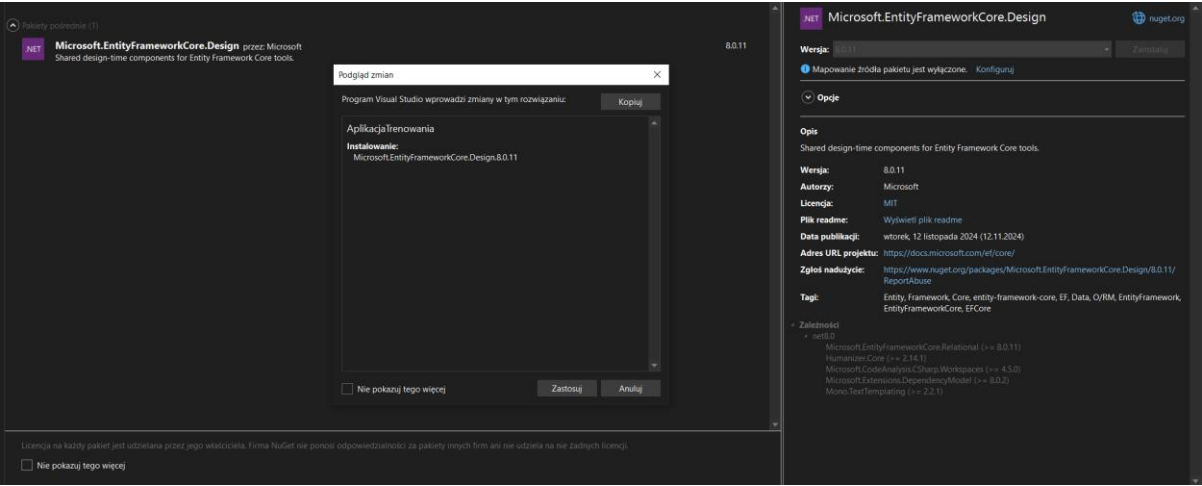 Pakiety pośrednie (1)
.NET
Microsoft.EntityFrameworkCore.Design przez: Microsoft
8.0.11
Shared design-time components for Entity Framework Core tools.
Podgląd zmian
Program Visual Studio wprowadzi zmiany w tym rozwiązaniu:
Kopiuj
AplikacjaTrenowania
Instalowanie:
Microsoft.EntityFrameworkCore.Design.8.0.11
Nie pokazuj tego więcej
Zastosuj
Anuluj
Licencja na każdy pakiet jest udzielana przez jego właściciela. Firma NuGet nie ponosi odpowiedzialności za pakiety innych firm ani nie udziela na nie żadnych licencji.
Nie pokazuj tego więcej
.NET
Microsoft.EntityFrameworkCore.Design
nuget.org
Wersja:
8.0.11
Zainstaluj
Mapowanie źródła pakietu jest wyłączone. Konfiguruj
Opcje
Opis
Shared design-time components for Entity Framework Core tools.
Wersja: 8.0.11
Autorzy: Microsoft
Licencja: MIT
Plik readme: Wyświetl plik readme
Data publikacji: wtorek, 12 listopada 2024 (12.11.2024)
Adres URL projektu: https://docs.microsoft.com/ef/core/
Zgłoś nadużycie: https://www.nuget.org/packages/Microsoft.EntityFrameworkCore.Design/8.0.11/
ReportAbuse
Tagi: Entity, Framework, Core, entity-framework-core, EF, Data, O/RM, EntityFramework,
EntityFrameworkCore, EFCore
Zależności
net8.0
Microsoft.EntityFrameworkCore.Relational (>= 8.0.11)
Humanizer.Core (>= 2.14.1)
Microsoft.CodeAnalysis.CSharp.Workspaces (>= 4.5.0)
Microsoft.Extensions.DependencyModel (>= 8.0.2)
Mono.TextTemplating (>= 2.2.1)